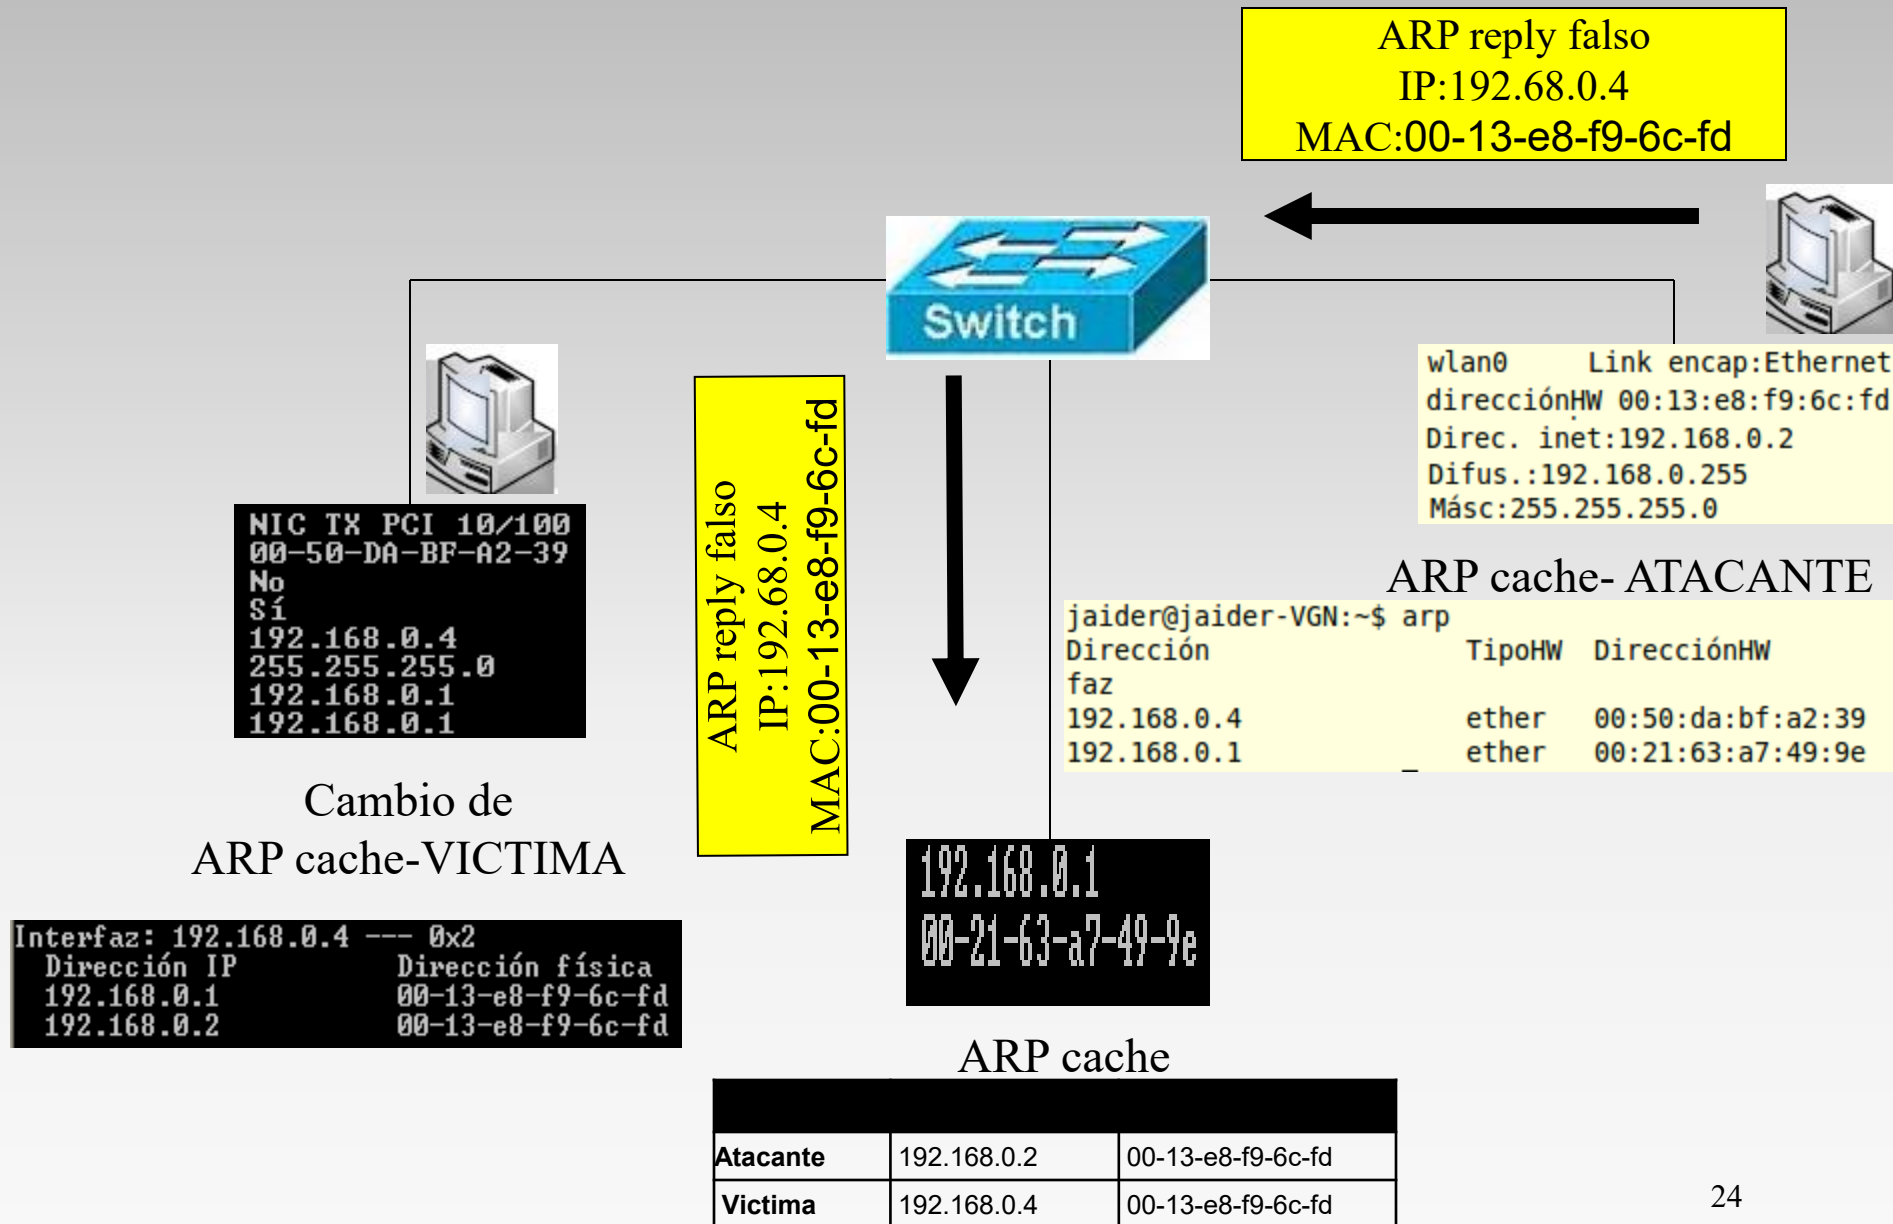 ARP reply falso
IP:192.68.0.4
MAC:00-13-e8-f9-6c-fd
Switch
wlan0 Link encap:Ethernet
direcciónHW 00:13:e8:f9:6c:fd
Direc. inet:192.168.0.2
Difus.:192.168.0.255
Másc:255.255.255.0
ARP reply falso
IP:192.68.0.4
MAC:00-13-e8-f9-6c-fd
NIC TX PCI 10/100
00-50-DA-BF-A2-39
No
Sí
192.168.0.4
255.255.255.0
192.168.0.1
192.168.0.1
ARP cache- ATACANTE
jaider@jaider-VGN:~$ arp
Dirección TipoHW DirecciónHW
faz
192.168.0.4 ether 00:50:da:bf:a2:39
192.168.0.1 ether 00:21:63:a7:49:9e
Cambio de
ARP cache-VICTIMA
Interfaz: 192.168.0.4 --- 0x2
Dirección IP Dirección física
192.168.0.1 00-13-e8-f9-6c-fd
192.168.0.2 00-13-e8-f9-6c-fd
192.168.0.1
00-21-63-a7-49-9e
ARP cache
Atacante 192.168.0.2 00-13-e8-f9-6c-fd
Victima 192.168.0.4 00-13-e8-f9-6c-fd
24